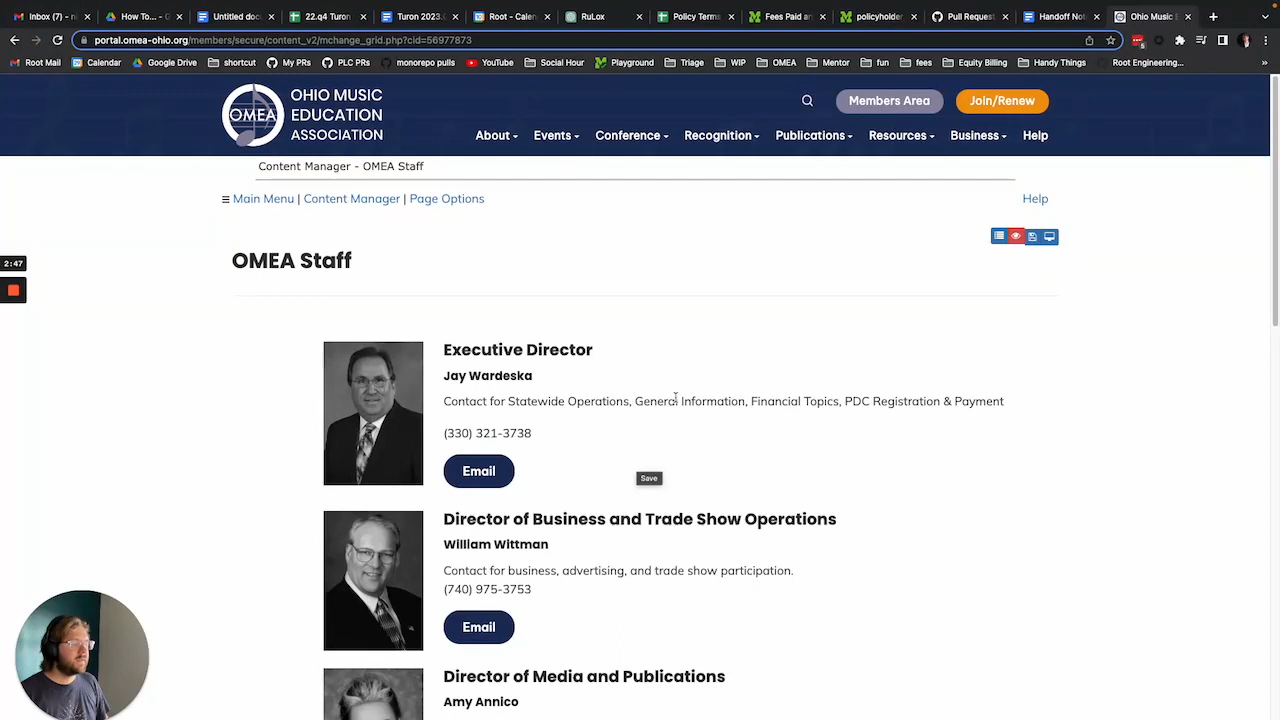 Inbox (7) - ni
How To... - G
Untitled doc
22.q4 Turon
Turon 2023.
Root - Calen
RuLox
Policy Terms
Fees Paid an
policyholder
Pull Request
Handoff Not
Ohio Music E
portal.omea-ohio.org/members/secure/content_v2/mchange_grid.php?cid=56977873
Root Mail
Calendar
Google Drive
shortcut
My PRs
PLC PRs
monorepo pulls
YouTube
Social Hour
Playground
Triage
WIP
OMEA
Mentor
fun
fees
Equity Billing
Handy Things
Root Engineering...
OMEA
OHIO MUSIC
EDUCATION
ASSOCIATION
Members Area
Join/Renew
About
Events
Conference
Recognition
Publications
Resources
Business
Help
Content Manager - OMEA Staff
Main Menu | Content Manager | Page Options
Help
2:47
OMEA Staff
Executive Director
Jay Wardeska
Contact for Statewide Operations, General Information, Financial Topics, PDC Registration & Payment
(330) 321-3738
Email
Save
Director of Business and Trade Show Operations
William Wittman
Contact for business, advertising, and trade show participation.
(740) 975-3753
Email
Director of Media and Publications
Amy Annico